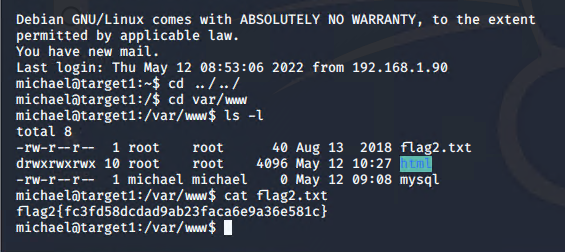 Debian GNU/Linux comes with ABSOLUTELY NO WARRANTY, to the extent
permitted by applicable law.
You have new mail.
Last login: Thu May 12 08:53:06 2022 from 192.168.1.90
michael@target1:~$ cd ../../
michael@target1:/$ cd var/www
michael@target1:/var/www$ ls -l
total 8
-rw-r--r--  1 root    root      40 Aug 13  2018 flag2.txt
drwxrwxrwx 10 root    root    4096 May 12 10:27 html
-rw-r--r--  1 michael michael    0 May 12 09:08 mysql
michael@target1:/var/www$ cat flag2.txt
flag2{fc3fd58dcdad9ab23faca6e9a36e581c}
michael@target1:/var/www$